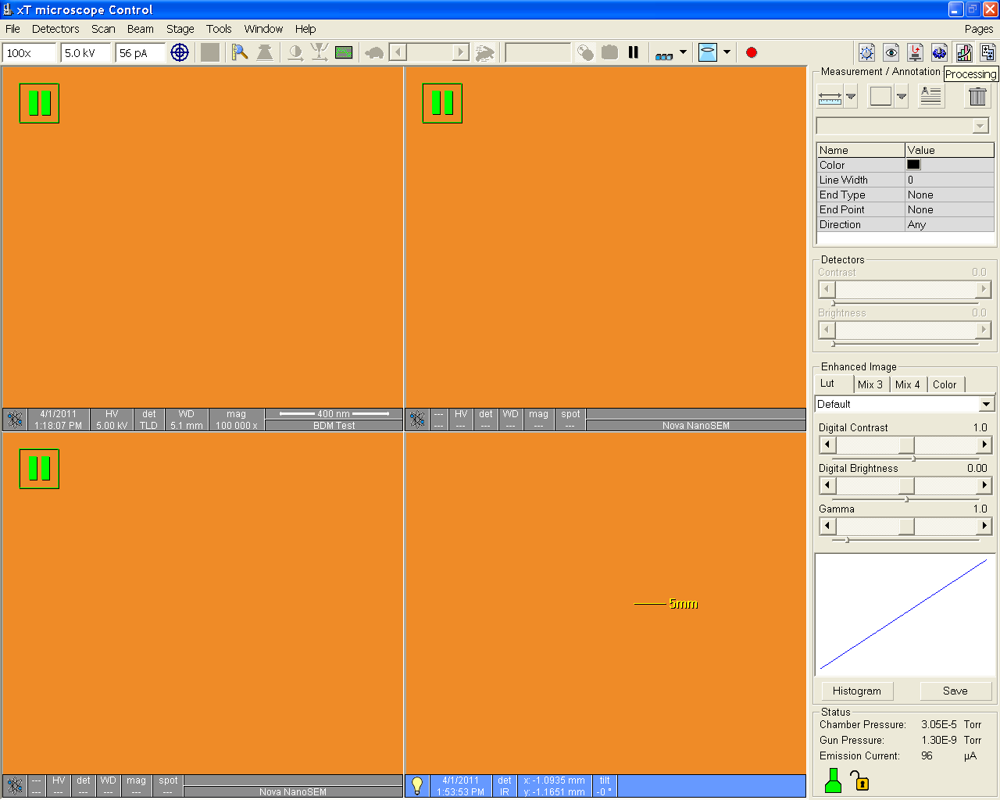 xT microscope Control
File Detectors Scan Beam Stage Tools Window Help Pages
100x 5.0 kV 56 pA
Processing
Measurement / Annotation
A
Name Value
Color
Line Width 0
End Type None
End Point None
Direction Any
Detectors
Contrast 0.0
Brightness 0.0
Enhanced Image
Lut Mix 3 Mix 4 Color
Default
Digital Contrast 1.0
Digital Brightness 0.00
Gamma 1.0
Histogram Save
Status
Chamber Pressure: 3.05E-5 Torr
Gun Pressure: 1.30E-9 Torr
Emission Current: 96 µA
4/1/2011 HV det WD mag 400 nm
1:18:07 PM 5.00 kV TLD 5.1 mm 100 000 x BDM Test
--- HV det WD mag spot
--- --- --- --- --- --- Nova NanoSEM
5mm
--- HV det WD mag spot
--- --- --- --- --- --- Nova NanoSEM
4/1/2011 det x: -1.0935 mm tilt
1:53:53 PM IR y: -1.1651 mm -0 °